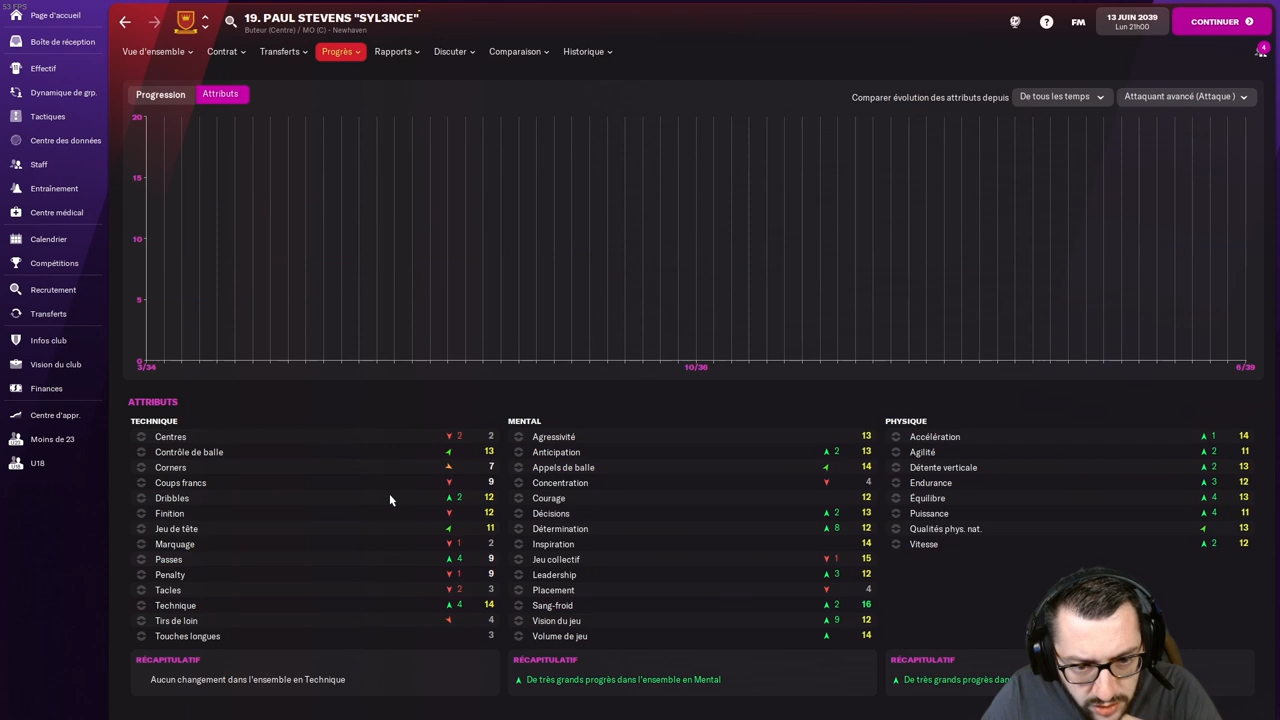 53 FPS
Page d'accueil
Boîte de réception
Effectif
Dynamique de grp.
Tactiques
Centre des données
Staff
Entraînement
Centre médical
Calendrier
Compétitions
Recrutement
Transferts
Infos club
Vision du club
Finances
Centre d'appr.
Moins de 23
U18
19. PAUL STEVENS "SYL3NCE"
Buteur (Centre) / MO (C) - Newhaven
FM
13 JUIN 2039
Lun 21h00
CONTINUER
Vue d'ensemble
Contrat
Transferts
Progrès
Rapports
Discuter
Comparaison
Historique
4
Progression
Attributs
Comparer évolution des attributs depuis
De tous les temps
Attaquant avancé (Attaque )
20
15
10
5
0
3/34
10/36
6/39
ATTRIBUTS
TECHNIQUE
Centres 2 2
Contrôle de balle 13
Corners 7
Coups francs 9
Dribbles 2 12
Finition 12
Jeu de tête 11
Marquage 1 2
Passes 4 9
Penalty 1 9
Tacles 2 3
Technique 4 14
Tirs de loin 4
Touches longues 3
RÉCAPITULATIF
Aucun changement dans l'ensemble en Technique
MENTAL
Agressivité 13
Anticipation 2 13
Appels de balle 14
Concentration 4
Courage 12
Décisions 2 13
Détermination 8 12
Inspiration 14
Jeu collectif 1 15
Leadership 3 12
Placement 4
Sang-froid 2 16
Vision du jeu 9 12
Volume de jeu 14
RÉCAPITULATIF
De très grands progrès dans l'ensemble en Mental
PHYSIQUE
Accélération 1 14
Agilité 2 11
Détente verticale 2 13
Endurance 3 12
Équilibre 4 13
Puissance 4 11
Qualités phys. nat. 13
Vitesse 2 12
RÉCAPITULATIF
De très grands progrès dans